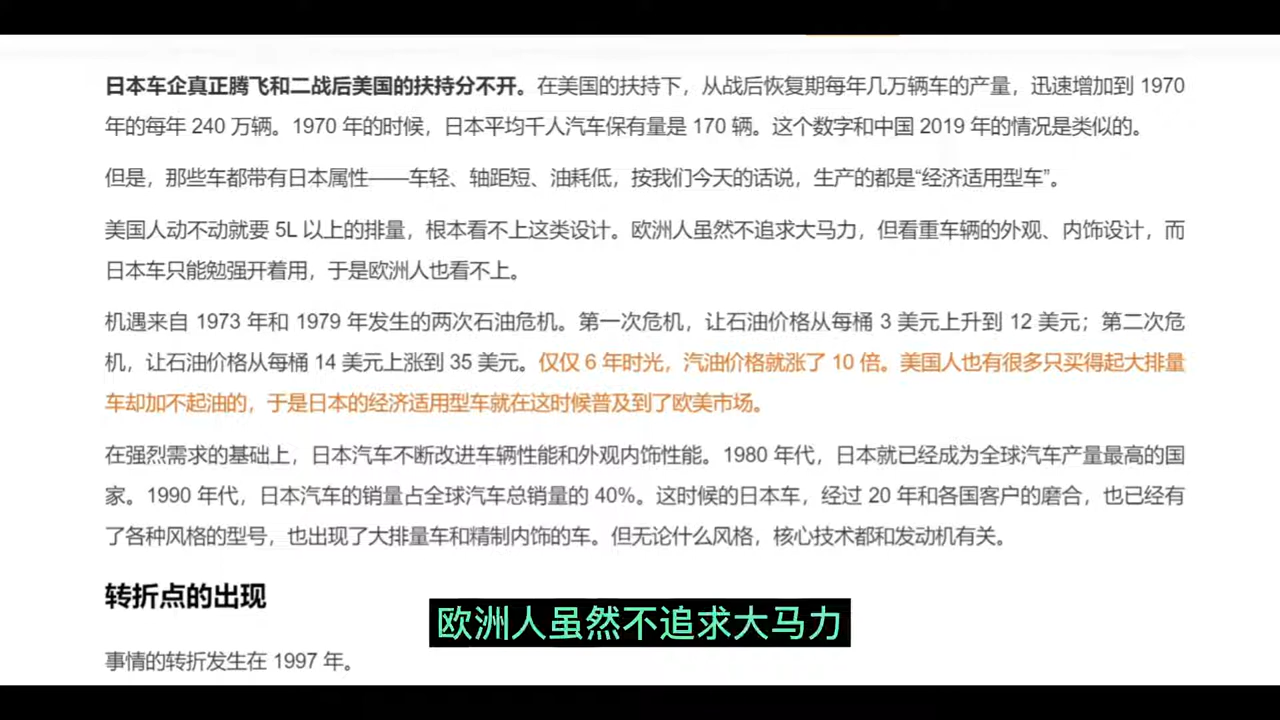 日本车企真正腾飞和二战后美国的扶持分不开。在美国的扶持下，从战后恢复期每年几万辆车的产量，迅速增加到 1970
年的每年 240 万辆。1970 年的时候，日本平均千人汽车保有量是 170 辆。这个数字和中国 2019 年的情况是类似的。
但是，那些车都带有日本属性——车轻、轴距短、油耗低，按我们今天的话说，生产的都是“经济适用型车”。
美国人动不动就要 5L 以上的排量，根本看不上这类设计。欧洲人虽然不追求大马力，但看重车辆的外观、内饰设计，而
日本车只能勉强开着用，于是欧洲人也看不上。
机遇来自 1973 年和 1979 年发生的两次石油危机。第一次危机，让石油价格从每桶 3 美元上升到 12 美元；第二次危
机，让石油价格从每桶 14 美元上涨到 35 美元。仅仅 6 年时光，汽油价格就涨了 10 倍。美国人也有很多只买得起大排量
车却加不起油的，于是日本的经济适用型车就在这时候普及到了欧美市场。
在强烈需求的基础上，日本汽车不断改进车辆性能和外观内饰性能。1980 年代，日本就已经成为全球汽车产量最高的国
家。1990 年代，日本汽车的销量占全球汽车总销量的 40%。这时候的日本车，经过 20 年和各国客户的磨合，也已经有
了各种风格的型号，也出现了大排量车和精制内饰的车。但无论什么风格，核心技术都和发动机有关。
转折点的出现
欧洲人虽然不追求大马力
事情的转折发生在 1997 年。